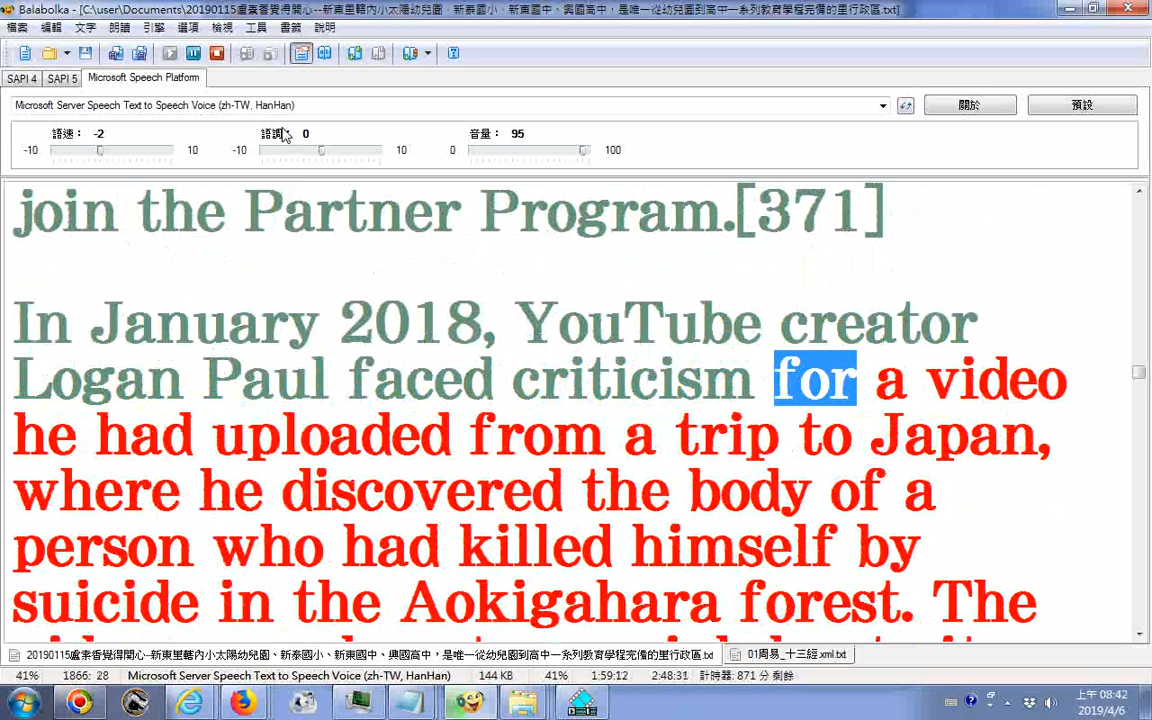 Balabolka - [C:\user\Documents\20190115盧素香覺得開心--新東里轄內小太陽幼兒園、新泰國小、新東國中、興國高中，是唯一從幼兒園到高中一系列教育學程完備的里行政區.txt]
檔案 編輯 文字 朗讀 引擎 選項 檢視 工具 書籤 說明
SAPI 4 SAPI 5 Microsoft Speech Platform
Microsoft Server Speech Text to Speech Voice (zh-TW, HanHan) 關於 預設
語速： -2 語調： 0 音量： 95
-10 10 -10 10 0 100
join the Partner Program.[371]
In January 2018, YouTube creator
Logan Paul faced criticism for a video
he had uploaded from a trip to Japan,
where he discovered the body of a
person who had killed himself by
suicide in the Aokigahara forest. The
20190115盧素香覺得開心--新東里轄內小太陽幼兒園、新泰國小、新東國中、興國高中，是唯一從幼兒園到高中一系列教育學程完備的里行政區.txt 01周易_十三經.xml.txt
41% 1866: 28 Microsoft Server Speech Text to Speech Voice (zh-TW, HanHan) 144 KB 41% 1:59:12 2:48:31 計時器: 871 分 剩餘
上午 08:42
2019/4/6